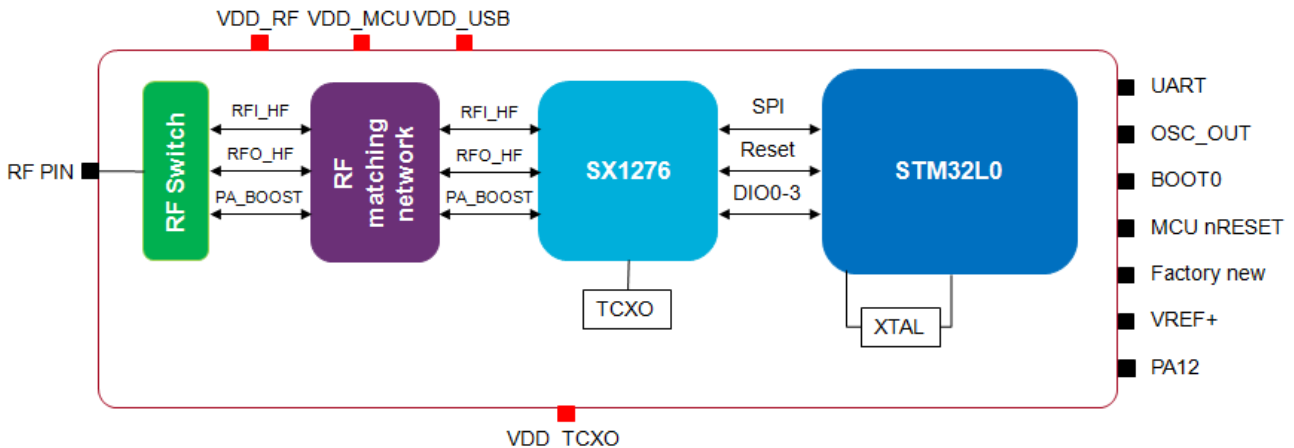 VDD_RF VDD_MCU VDD_USB
RF PIN
RF Switch
RFI_HF
RFO_HF
PA_BOOST
RF
matching
network
RFI_HF
RFO_HF
PA_BOOST
SX1276
TCXO
SPI
Reset
DIO0-3
STM32L0
XTAL
UART
OSC_OUT
BOOT0
MCU nRESET
Factory new
VREF+
PA12
VDD_TCXO